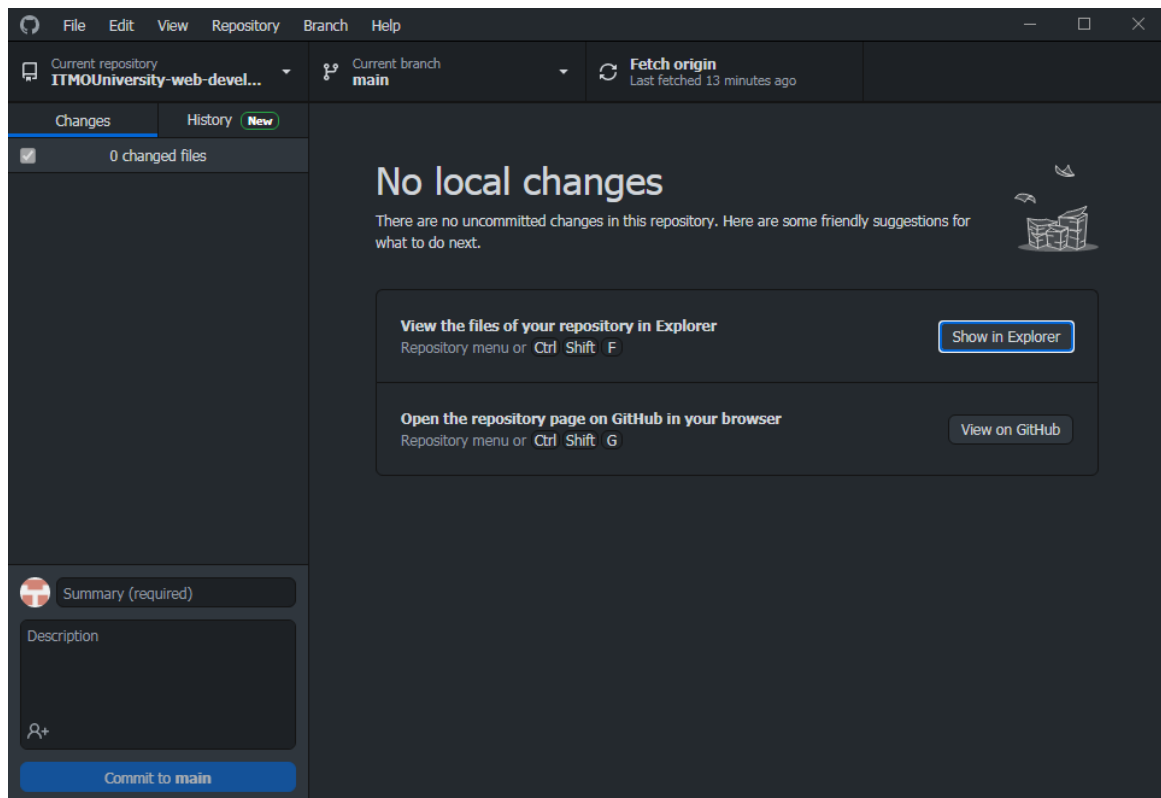 File Edit View Repository Branch Help
Current repository
ITMOUniversity-web-devel...
Current branch
main
Fetch origin
Last fetched 13 minutes ago
Changes
History New
0 changed files
No local changes
There are no uncommitted changes in this repository. Here are some friendly suggestions for
what to do next.
View the files of your repository in Explorer
Repository menu or Ctrl Shift F
Show in Explorer
Open the repository page on GitHub in your browser
Repository menu or Ctrl Shift G
View on GitHub
Summary (required)
Description
Commit to main